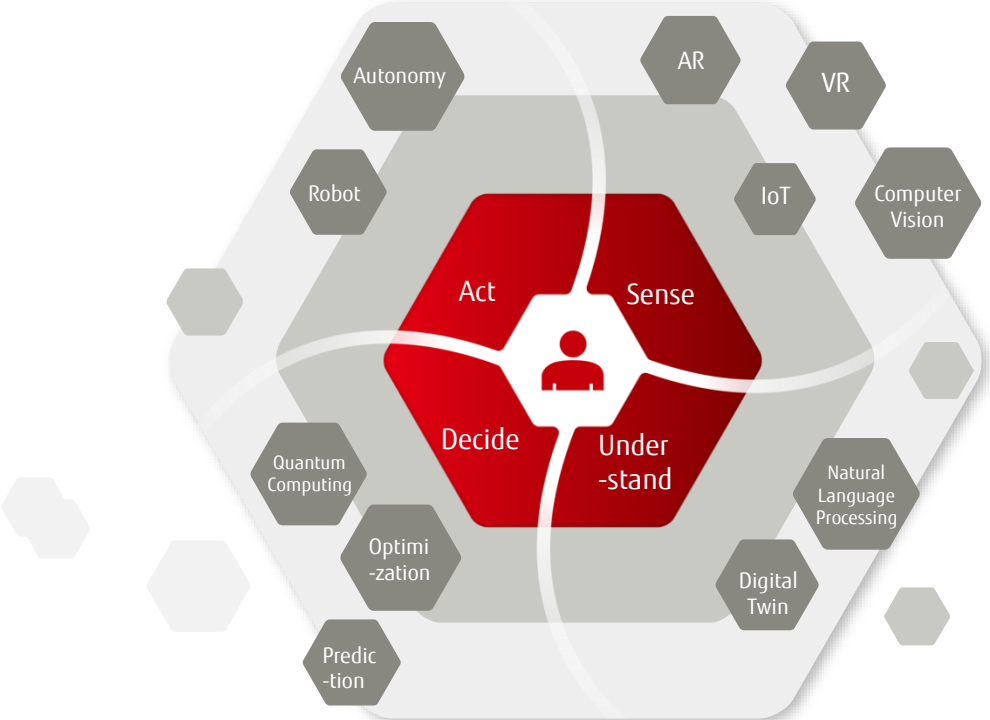 Autonomy
AR
VR
Robot
IoT
Computer
Vision
Act
Sense
Decide
Under
-stand
Quantum
Computing
Natural
Language
Processing
Optimi
-zation
Digital
Twin
Predic
-tion